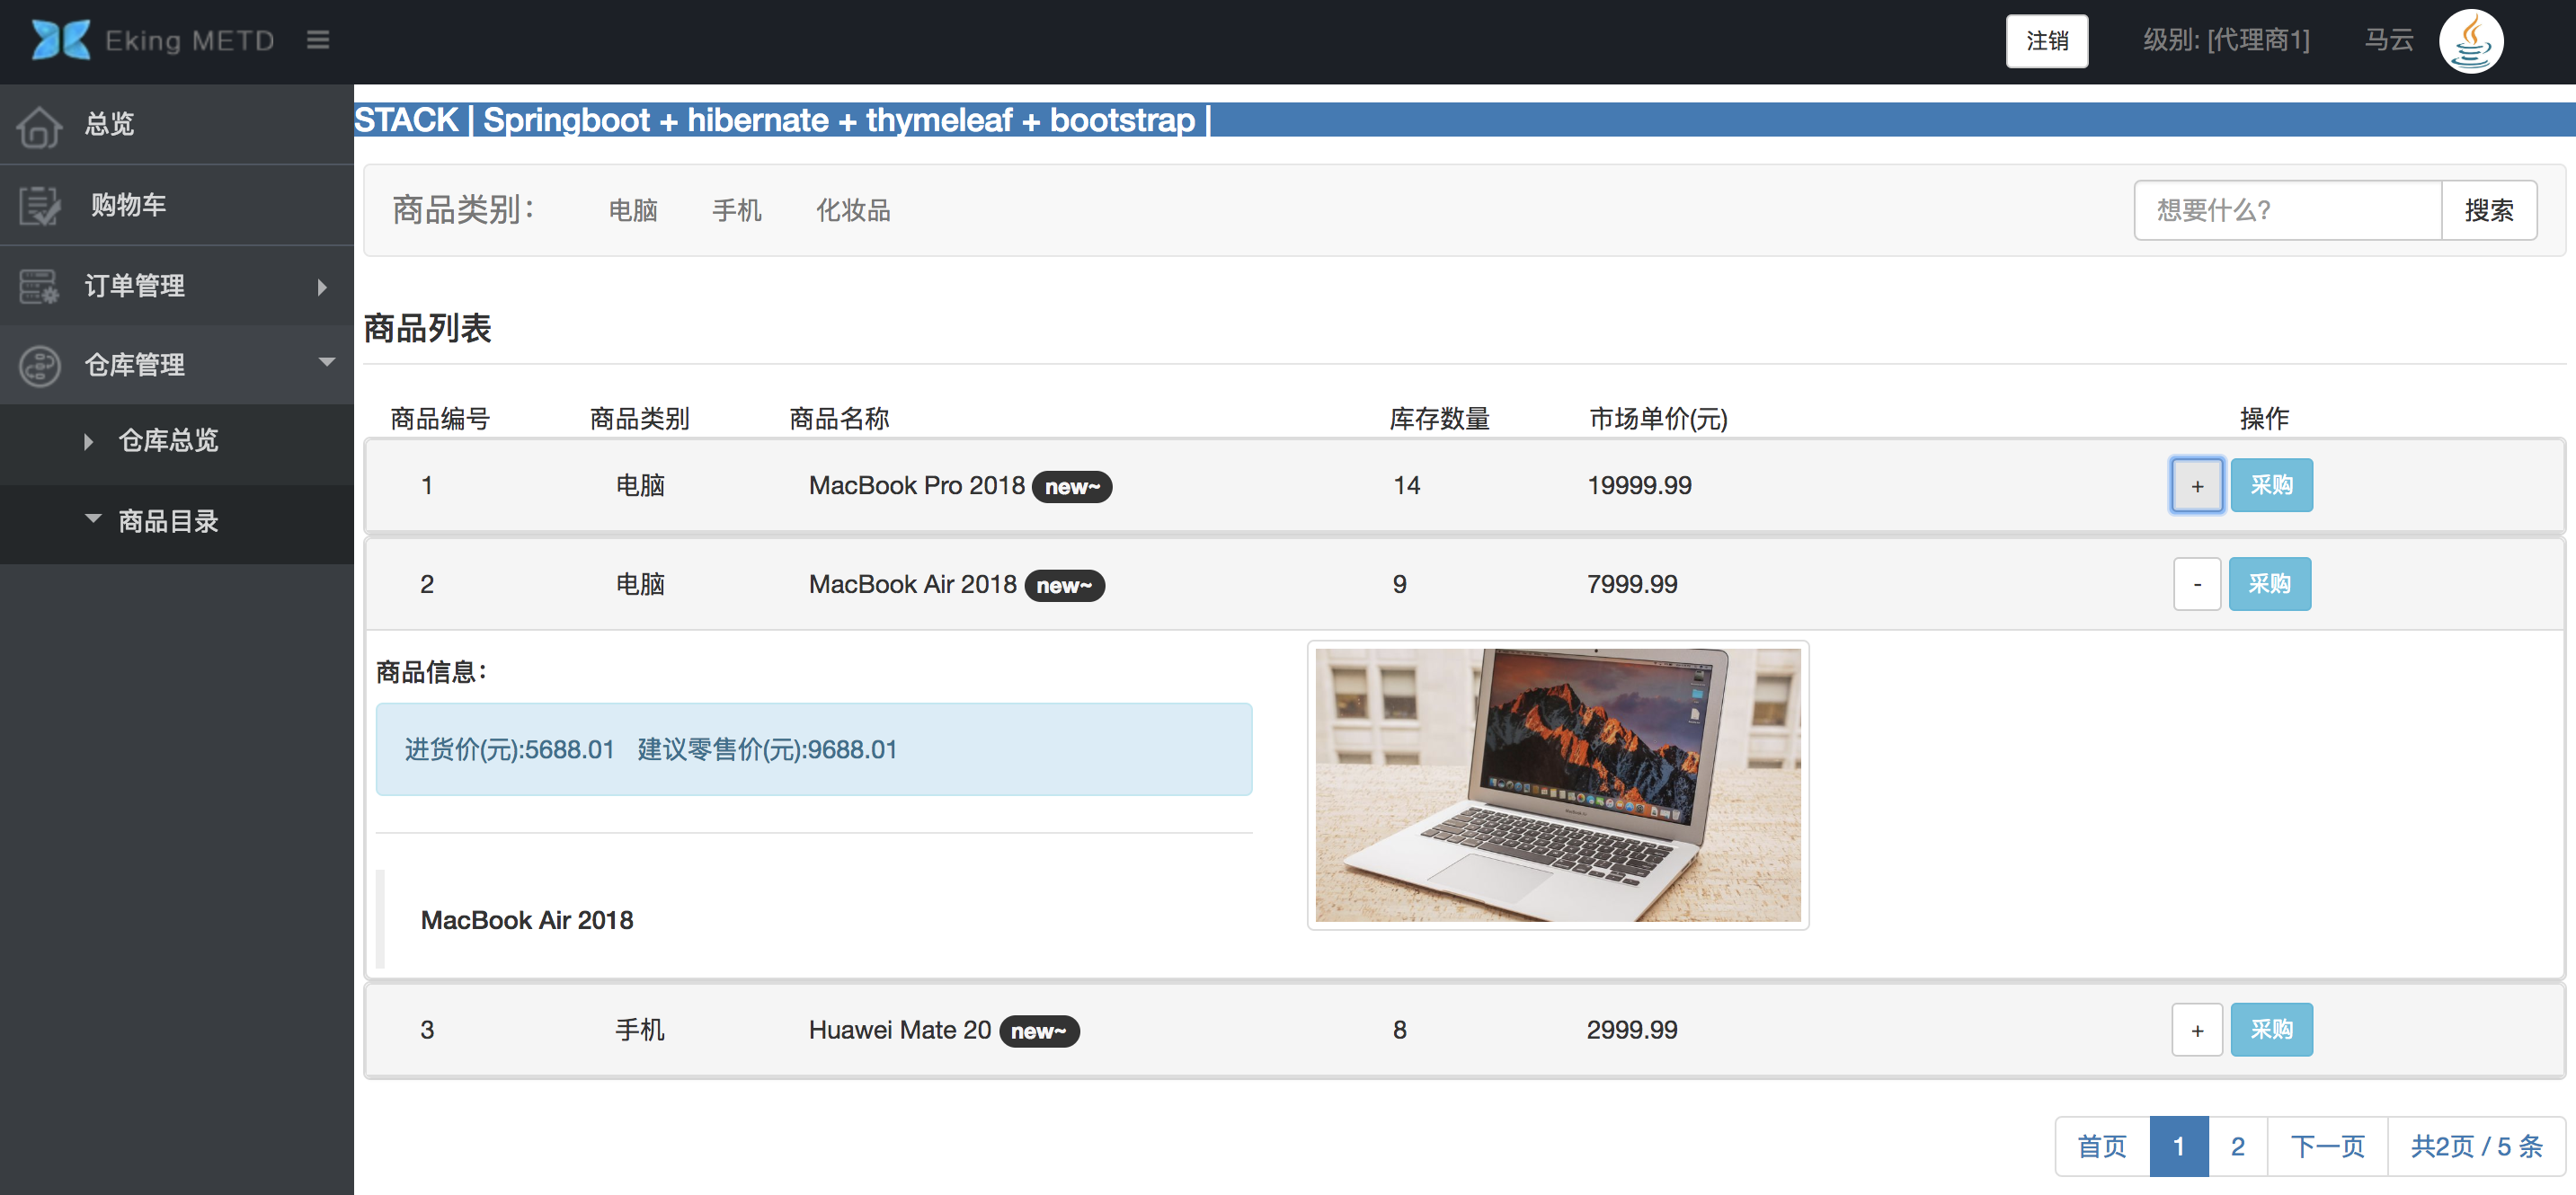 Eking METD
注销 级别: [代理商1] 马云
总览
购物车
订单管理
仓库管理
仓库总览
商品目录
STACK | Springboot + hibernate + thymeleaf + bootstrap |
商品类别： 电脑 手机 化妆品 想要什么? 搜索
商品列表
商品编号 商品类别 商品名称 库存数量 市场单价(元) 操作
1 电脑 MacBook Pro 2018 new~ 14 19999.99 + 采购
2 电脑 MacBook Air 2018 new~ 9 7999.99 - 采购
商品信息：
进货价(元):5688.01 建议零售价(元):9688.01
MacBook Air 2018
3 手机 Huawei Mate 20 new~ 8 2999.99 + 采购
首页 1 2 下一页 共2页 / 5 条